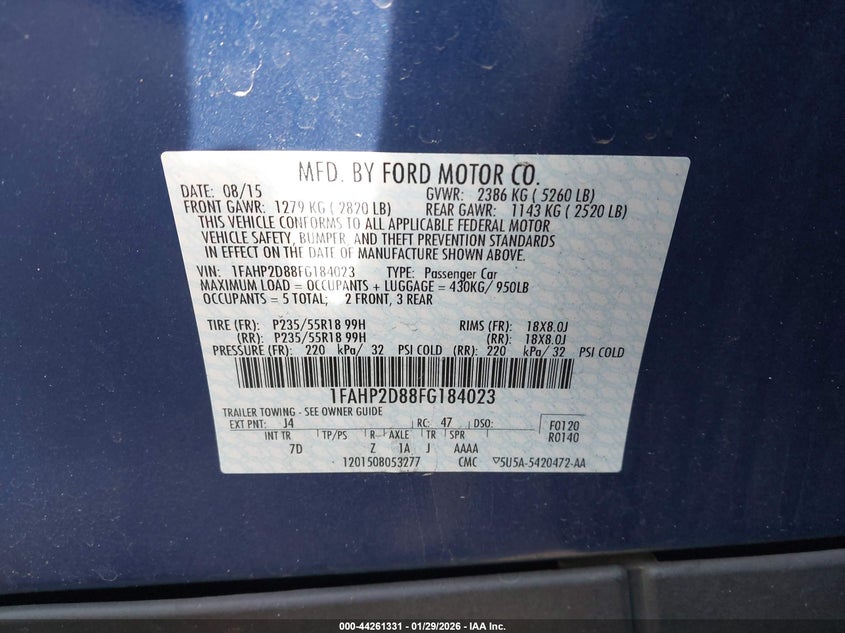 MFD. BY FORD MOTOR CO.
DATE: 08/15 GVWR: 2386 KG ( 5260 LB)
FRONT GAWR: 1279 KG ( 2820 LB) REAR GAWR: 1143 KG ( 2520 LB)
THIS VEHICLE CONFORMS TO ALL APPLICABLE FEDERAL MOTOR
VEHICLE SAFETY, BUMPER, AND THEFT PREVENTION STANDARDS
IN EFFECT ON THE DATE OF MANUFACTURE SHOWN ABOVE.
VIN: 1FAHP2D88FG184023 TYPE: Passenger Car
MAXIMUM LOAD = OCCUPANTS + LUGGAGE = 430KG/ 950LB
OCCUPANTS = 5 TOTAL; 2 FRONT, 3 REAR
TIRE (FR): P235/55R18 99H RIMS (FR): 18X8.0J
(RR): P235/55R18 99H (RR): 18X8.0J
PRESSURE (FR): 220 kPa/ 32 PSI COLD (RR): 220 kPa/ 32 PSI COLD
1FAHP2D88FG184023
TRAILER TOWING - SEE OWNER GUIDE
EXT PNT: J4 RC: 47 DSO: F0120
R0140
INT TR TP/PS R AXLE TR SPR
7D Z 1A J AAAA
1201508053277 CMC ▽5U5A-5420472-AA
000-44261331 | 01/29/2026 - IAA Inc.